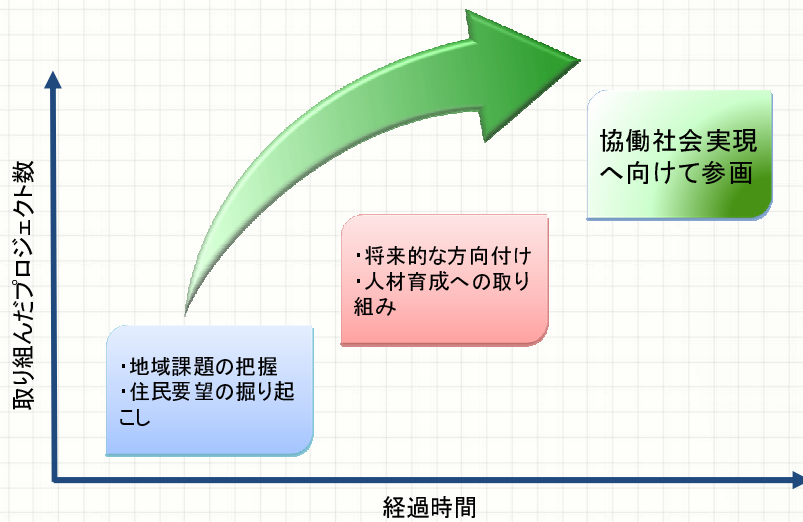 協働社会実現
へ向けて参画
・将来的な方向付け
・人材育成への取り
組み
・地域課題の把握
・住民要望の掘り起
こし
取り組んだプロジェクト数
経過時間